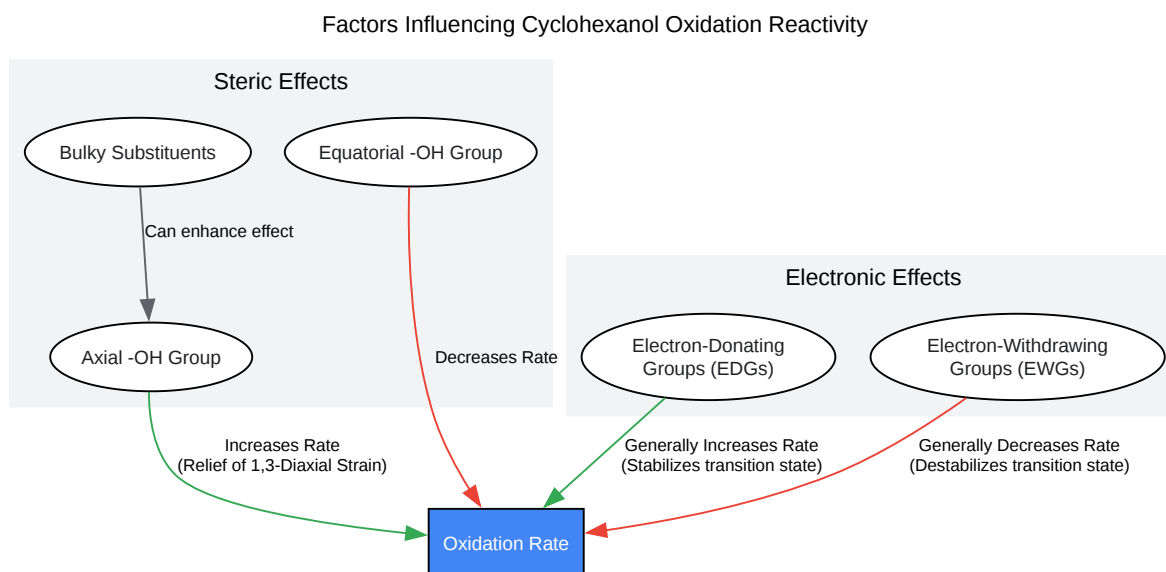 Factors Influencing Cyclohexanol Oxidation Reactivity
Steric Effects
Bulky Substituents
Equatorial -OH Group
Can enhance effect
Electronic Effects
Axial -OH Group
Decreases Rate
Electron-Donating
Groups (EDGs)
Electron-Withdrawing
Groups (EWGs)
Increases Rate
(Relief of 1,3-Diaxial Strain)
Generally Increases Rate
(Stabilizes transition state)
Generally Decreases Rate
(Destabilizes transition state)
Oxidation Rate